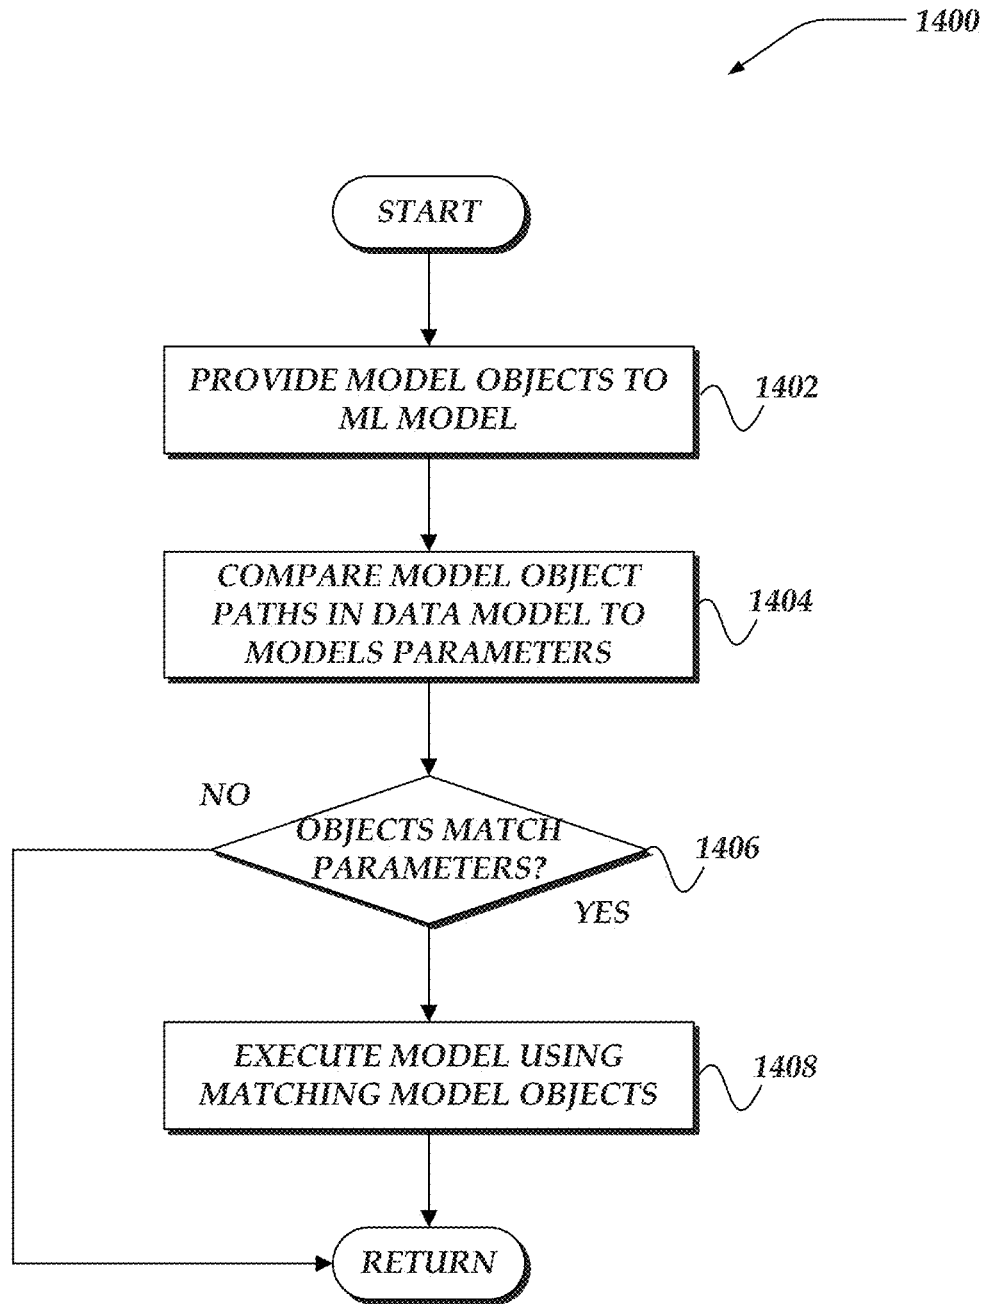 1400
START
PROVIDE MODEL OBJECTS TO
ML MODEL
1402
COMPARE MODEL OBJECT
PATHS IN DATA MODEL TO
MODELS PARAMETERS
1404
NO
OBJECTS MATCH
PARAMETERS?
1406
YES
EXECUTE MODEL USING
MATCHING MODEL OBJECTS
1408
RETURN